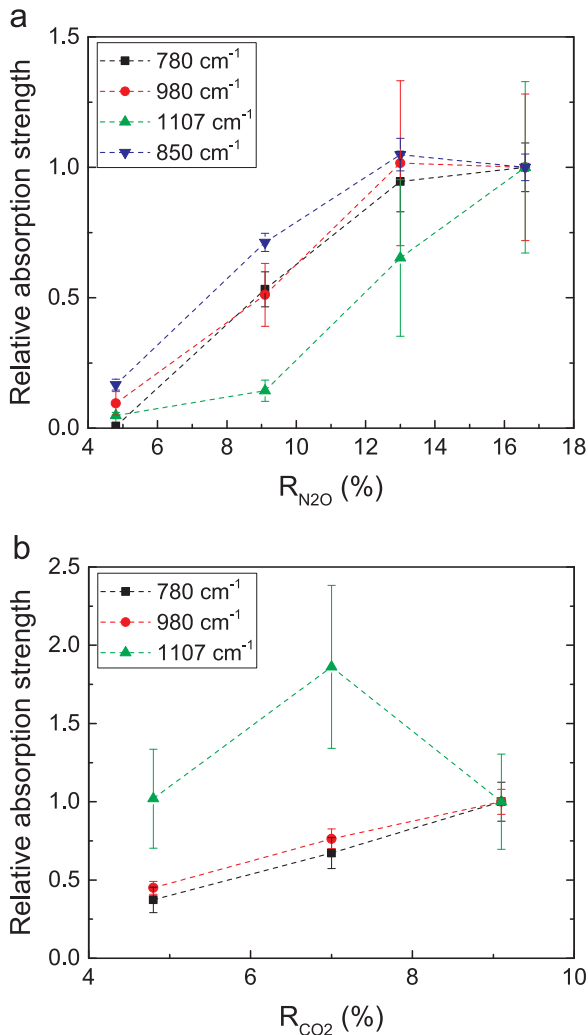 a
Relative absorption strength
1.5
1.0
0.5
0.0
780 cm⁻¹
980 cm⁻¹
1107 cm⁻¹
850 cm⁻¹
4 6 8 10 12 14 16 18
R_N2O (%)
b
Relative absorption strength
2.5
2.0
1.5
1.0
0.5
0.0
780 cm⁻¹
980 cm⁻¹
1107 cm⁻¹
4 6 8 10
R_CO2 (%)